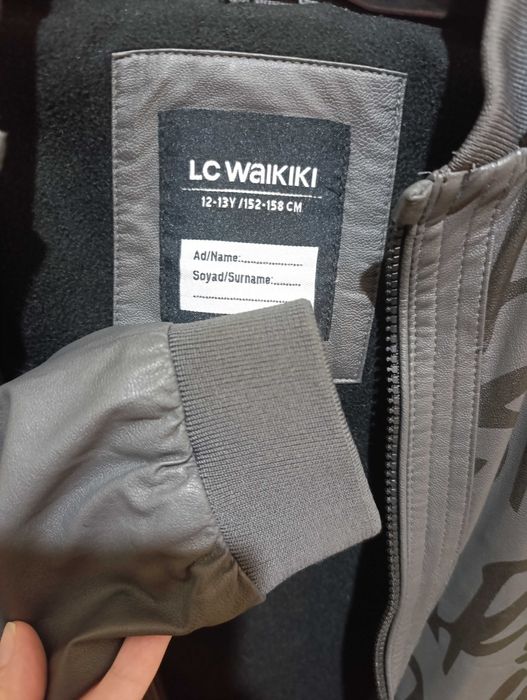 LC WAIKIKI
12-13Y/152-158 CM
Ad/Name:
Soyad/Surname: